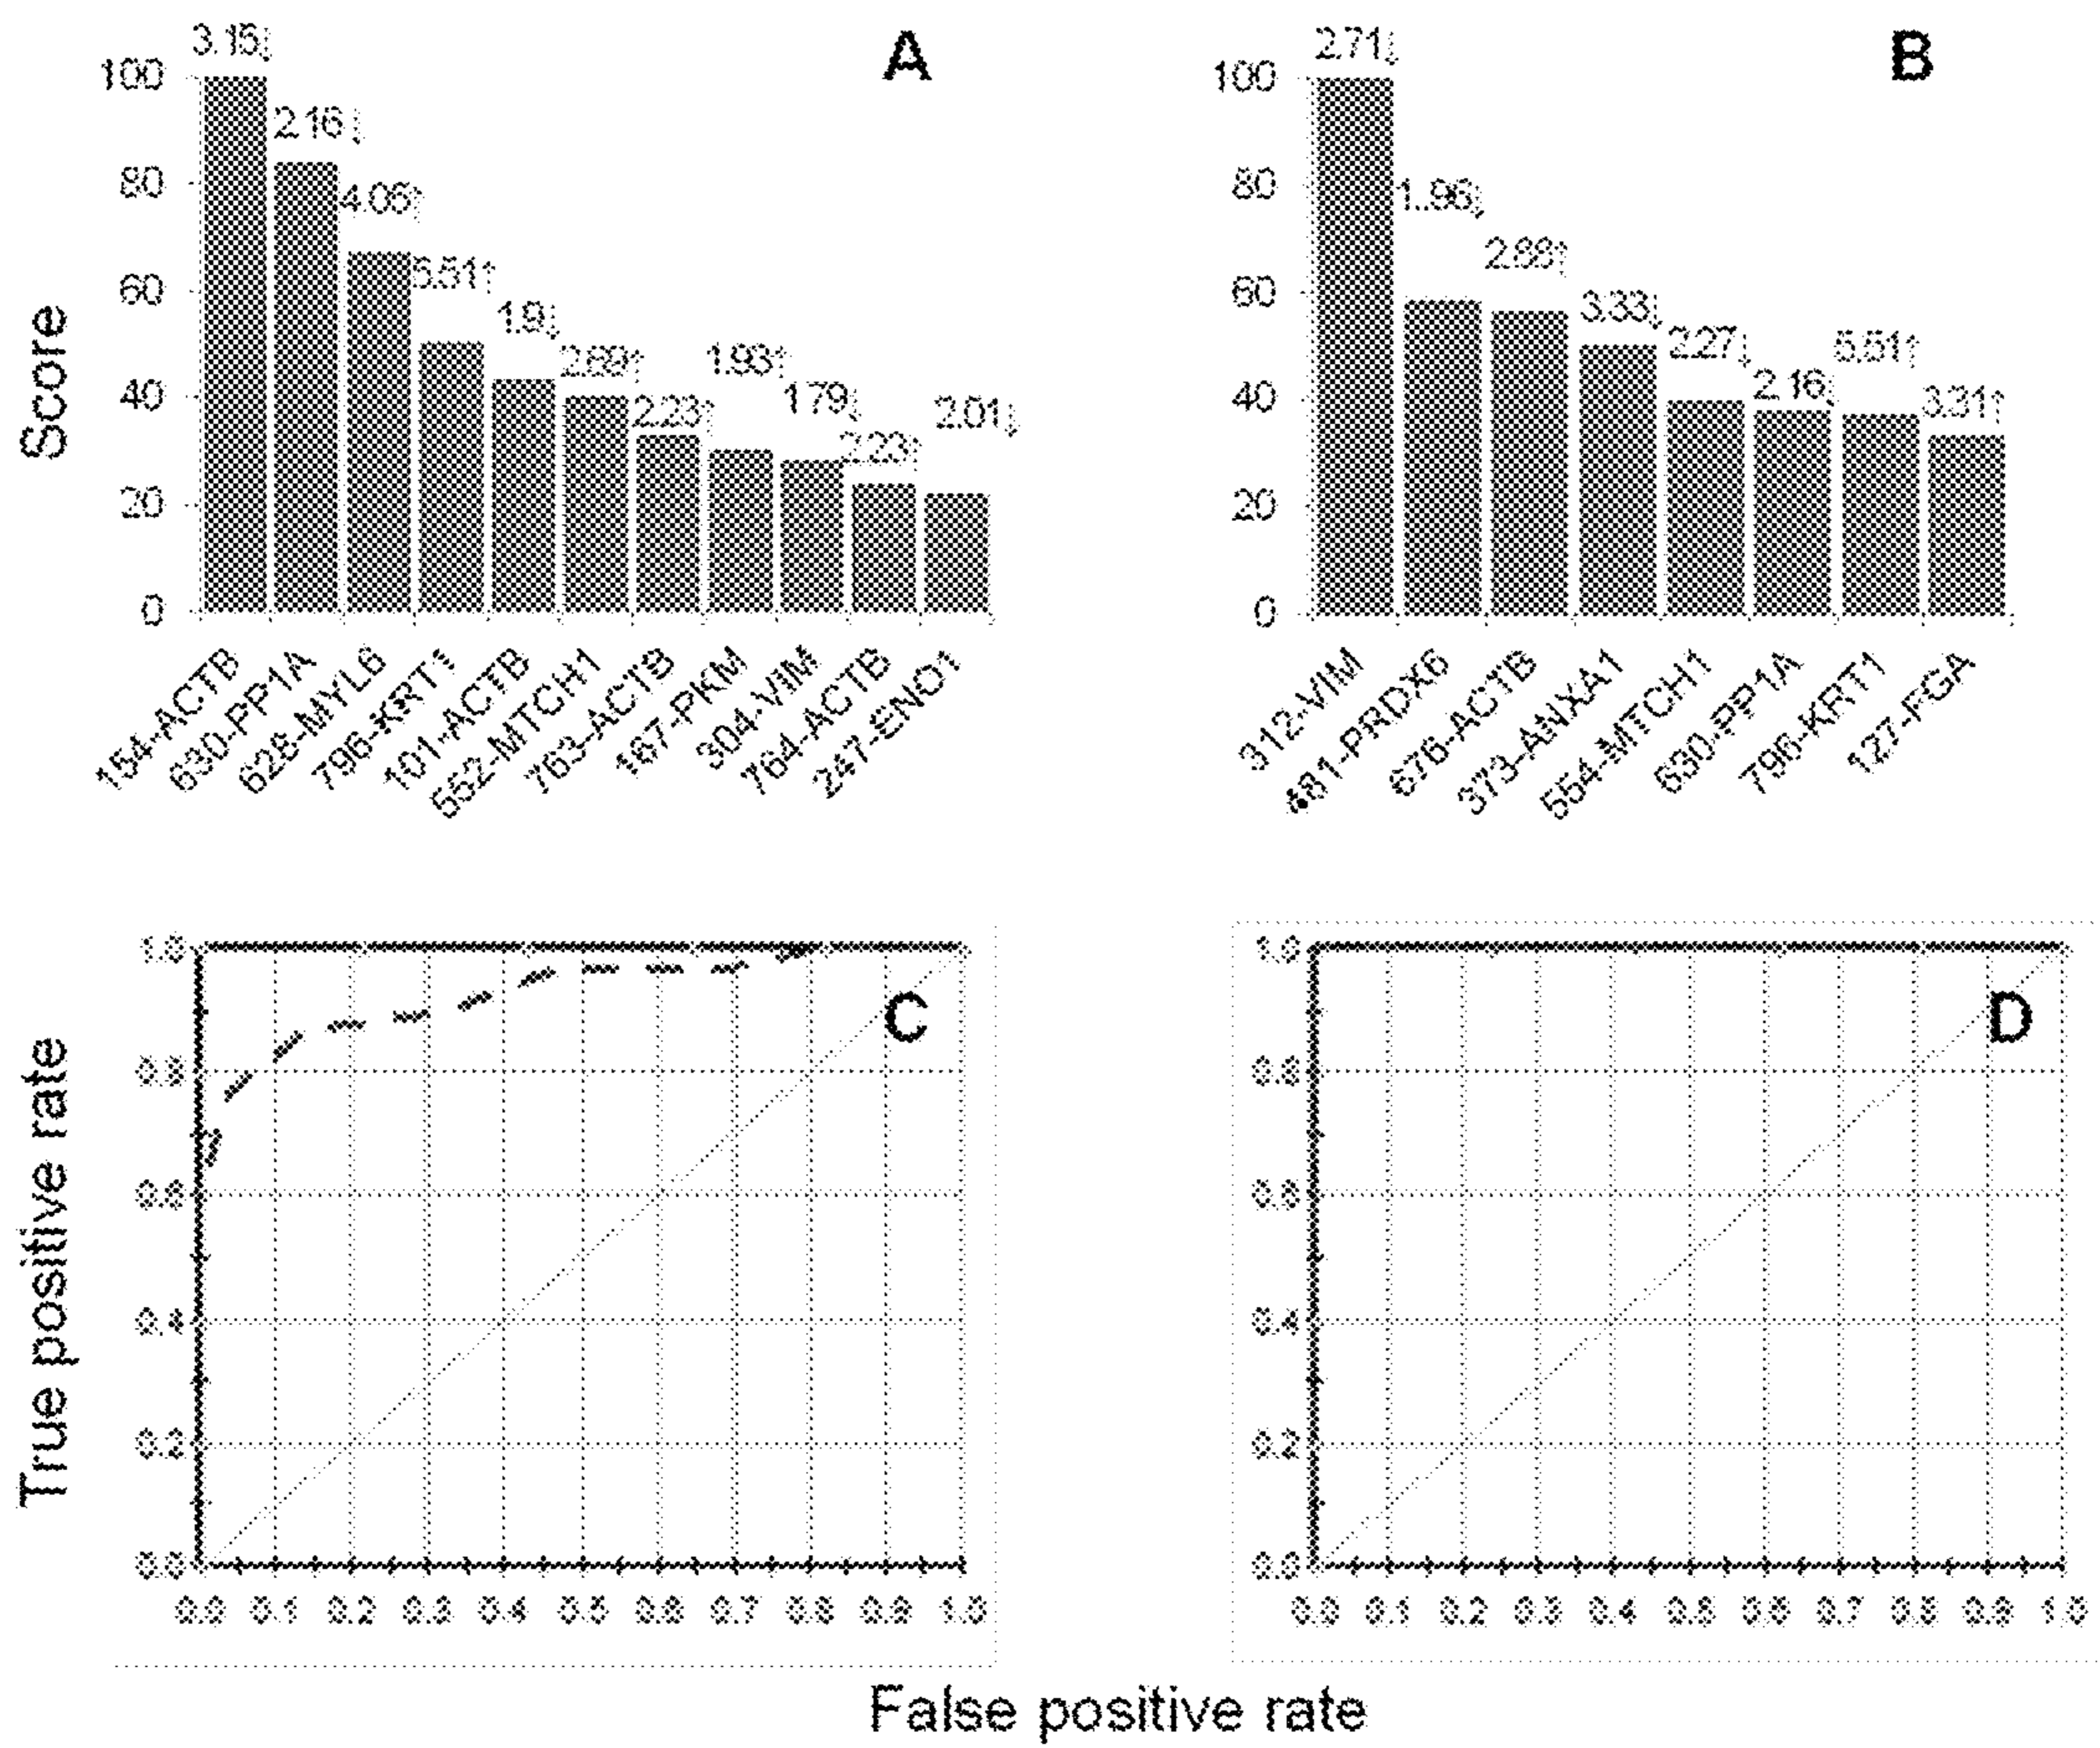 A
Score
100
80
60
40
20
0
3.16↓
2.16↓
4.05↑
5.51↑
1.9↓
2.69↑
2.23↑
1.93↑
1.79↓
2.23↑
2.01↓
154-ACTB
630-PP1A
628-MYL6
796-KRT1
101-ACTB
552-MTCH1
763-ACTB
167-PKM
304-VIM
764-ACTB
247-ENO1
B
100
80
60
40
20
0
2.71↓
1..96↓
2.88↑
3.33↓
2.27↓
2.16↓
5.51↑
3.31↑
312-VIM
481-PRDX6
676-ACTB
373-ANXA1
554-MTCH1
630-PP1A
796-KRT1
127-FGA
C
True positive rate
1.0
0.8
0.6
0.4
0.2
0.0
0.0 0.1 0.2 0.3 0.4 0.5 0.6 0.7 0.8 0.9 1.0
D
1.0
0.8
0.6
0.4
0.2
0.0
0.0 0.1 0.2 0.3 0.4 0.5 0.6 0.7 0.8 0.9 1.0
False positive rate